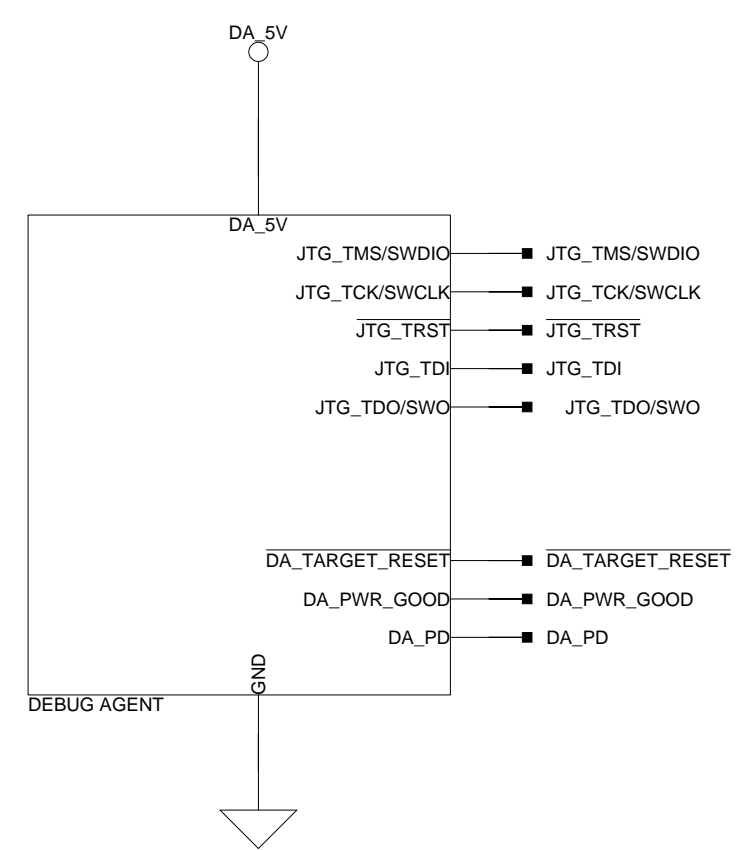 DA_5V
DA_5V
JTG_TMS/SWDIO JTG_TMS/SWDIO
JTG_TCK/SWCLK JTG_TCK/SWCLK
JTG_TRST JTG_TRST
JTG_TDI JTG_TDI
JTG_TDO/SWO JTG_TDO/SWO
DA_TARGET_RESET DA_TARGET_RESET
DA_PWR_GOOD DA_PWR_GOOD
DA_PD DA_PD
GND
DEBUG AGENT